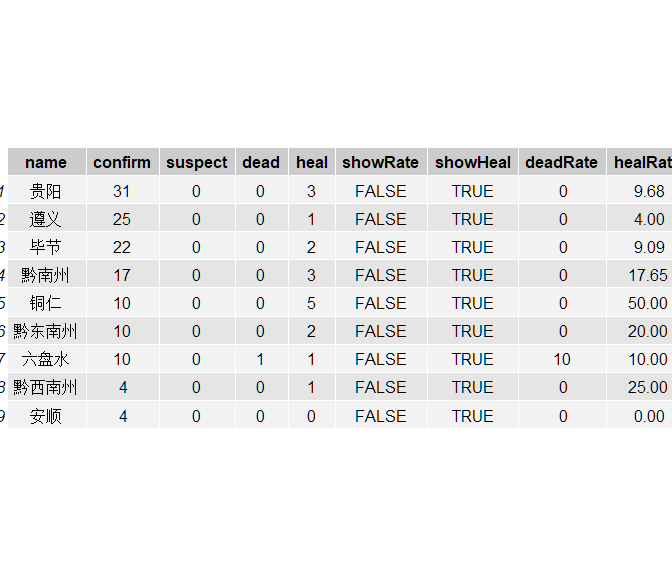 name confirm suspect dead heal showRate showHeal deadRate healRat
1 贵阳 31 0 0 3 FALSE TRUE 0 9.68
2 遵义 25 0 0 1 FALSE TRUE 0 4.00
3 毕节 22 0 0 2 FALSE TRUE 0 9.09
4 黔南州 17 0 0 3 FALSE TRUE 0 17.65
5 铜仁 10 0 0 5 FALSE TRUE 0 50.00
6 黔东南州 10 0 0 2 FALSE TRUE 0 20.00
7 六盘水 10 0 1 1 FALSE TRUE 10 10.00
8 黔西南州 4 0 0 1 FALSE TRUE 0 25.00
9 安顺 4 0 0 0 FALSE TRUE 0 0.00